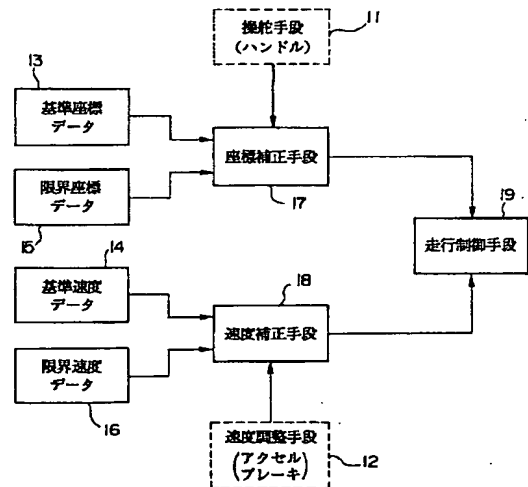 11
操舵手段
(ハンドル)
13
基準座標
データ
座標補正手段
17
限界座標
データ
15
19
走行制御手段
14
基準速度
データ
18
速度補正手段
限界速度
データ
16
速度調整手段
(アクセル
ブレーキ)
12